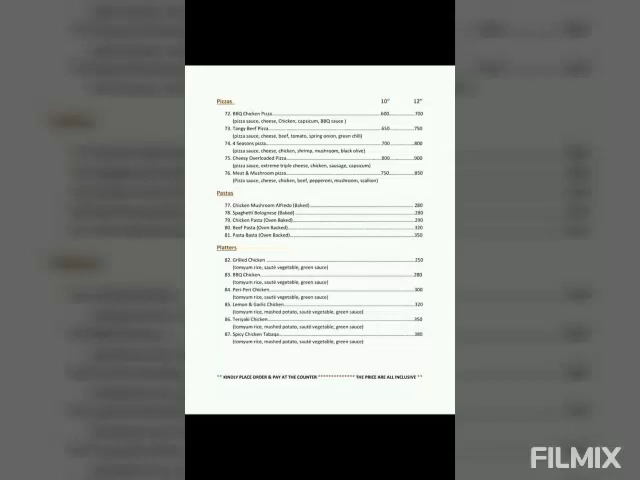 Pizzas 10" 12"
72. BBQ Chicken Pizza 600 700
(pizza sauce, cheese, Chicken, capsicum, BBQ sauce )
73. Tangy Beef Pizza 650 750
(pizza sauce, cheese, beef, tomato, spring onion, green chili)
74. 4 Seasons pizza 700 800
(pizza sauce, cheese, chicken, shrimp, mushroom, black olive)
75. Cheesy Overloaded Pizza 800 900
(pizza sauce, extreme triple cheese, chicken, sausage, capsicum)
76. Meat & Mushroom pizza 750 850
(Pizza sauce, cheese, chicken, beef, pepperoni, mushroom, scallion)
Pastas
77. Chicken Mushroom Alfredo (Baked) 280
78. Spaghetti Bolognese (Baked) 280
79. Chicken Pasta (Oven Baked) 290
80. Beef Pasta (Oven Backed) 320
81. Pasta Basta (Oven Backed) 350
Platters
82. Grilled Chicken 250
(tomyum rice, sauté vegetable, green sauce)
83. BBQ Chicken 280
(tomyum rice, sauté vegetable, green sauce)
84. Peri-Peri Chicken 300
(tomyum rice, sauté vegetable, green sauce)
85. Lemon & Garlic Chicken 320
(tomyum rice, mashed potato, sauté vegetable, green sauce)
86. Teriyaki Chicken 350
(tomyum rice, mashed potato, sauté vegetable, green sauce)
87. Spicy Chicken Tabaqa 380
(tomyum rice, mashed potato, sauté vegetable, green sauce)
** KINDLY PLACE ORDER & PAY AT THE COUNTER ************** THE PRICE ARE ALL INCLUSIVE **
FILMIX